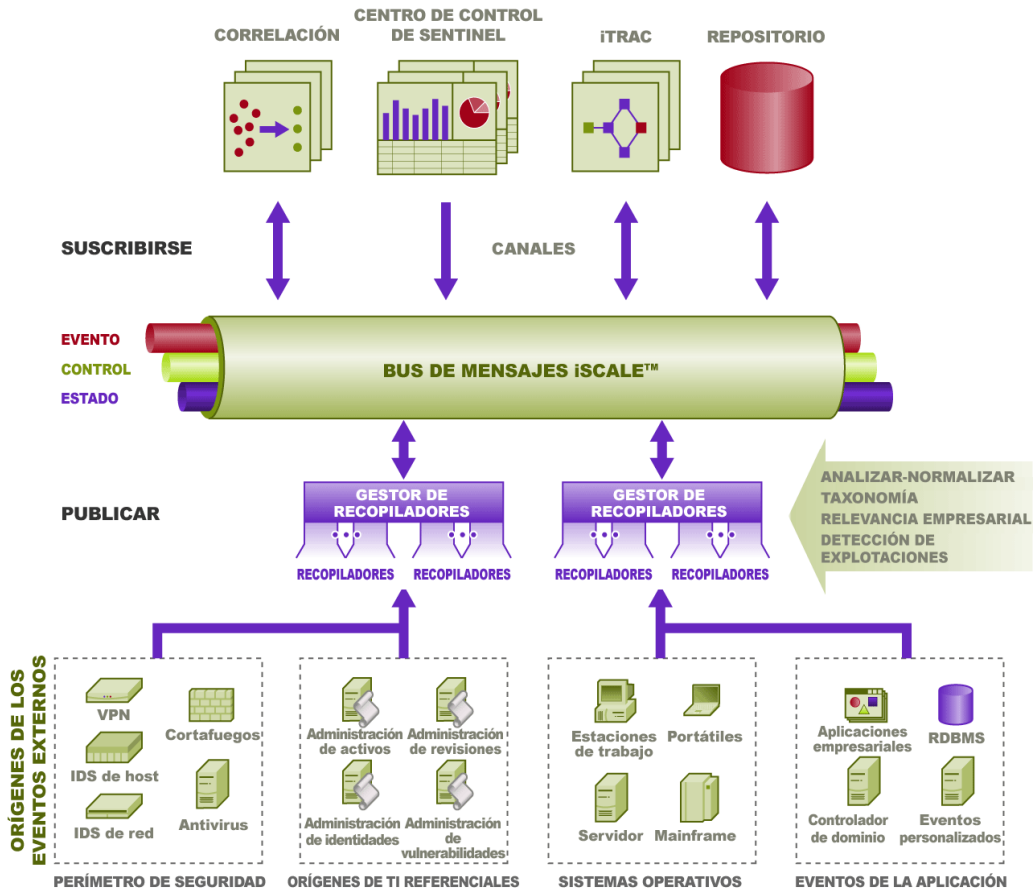 CORRELACIÓN
CENTRO DE CONTROL
DE SENTINEL
iTRAC
REPOSITORIO
SUSCRIBIRSE
CANALES
EVENTO
CONTROL
ESTADO
BUS DE MENSAJES iSCALE™
PUBLICAR
GESTOR DE
RECOPILADORES
RECOPILADORES
RECOPILADORES
GESTOR DE
RECOPILADORES
RECOPILADORES
RECOPILADORES
ANALIZAR-NORMALIZAR
TAXONOMÍA
RELEVANCIA EMPRESARIAL
DETECCIÓN DE
EXPLOTACIONES
ORÍGENES DE LOS
EVENTOS EXTERNOS
VPN
Cortafuegos
IDS de host
IDS de red
Antivirus
PERÍMETRO DE SEGURIDAD
Administración
de activos
Administración
de revisiones
Administración
de identidades
Administración
de
vulnerabilidades
ORÍGENES DE TI REFERENCIALES
Estaciones
de trabajo
Portátiles
Servidor
Mainframe
SISTEMAS OPERATIVOS
Aplicaciones
empresariales
RDBMS
Controlador
de dominio
Eventos
personalizados
EVENTOS DE LA APLICACIÓN